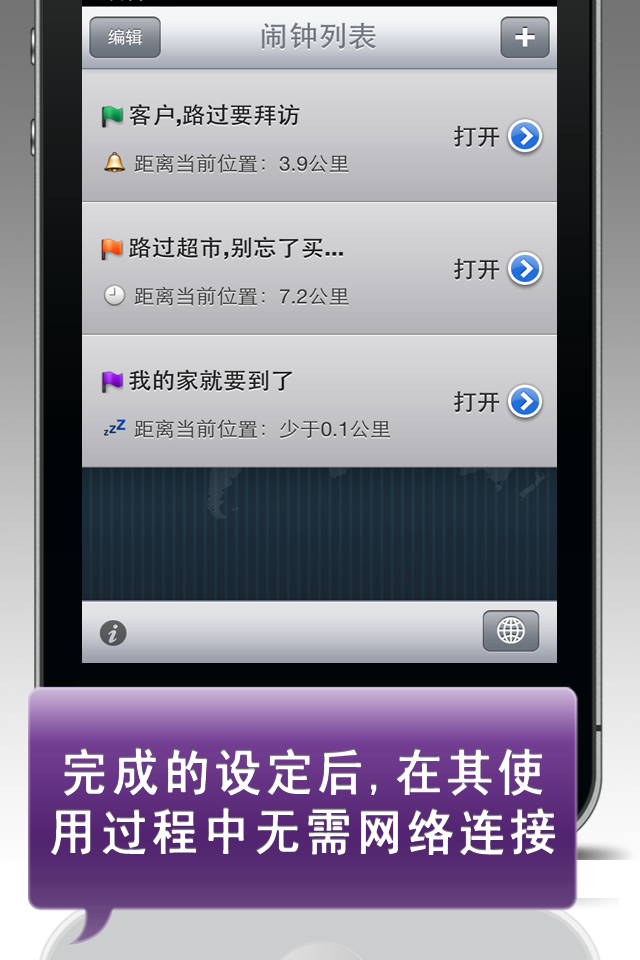 编辑
闹钟列表
+
客户,路过要拜访
打开
距离当前位置：3.9公里
路过超市,别忘了买...
打开
距离当前位置：7.2公里
我的家就要到了
打开
zzZ
距离当前位置：少于0.1公里
i
完成的设定后,在其使
用过程中无需网络连接